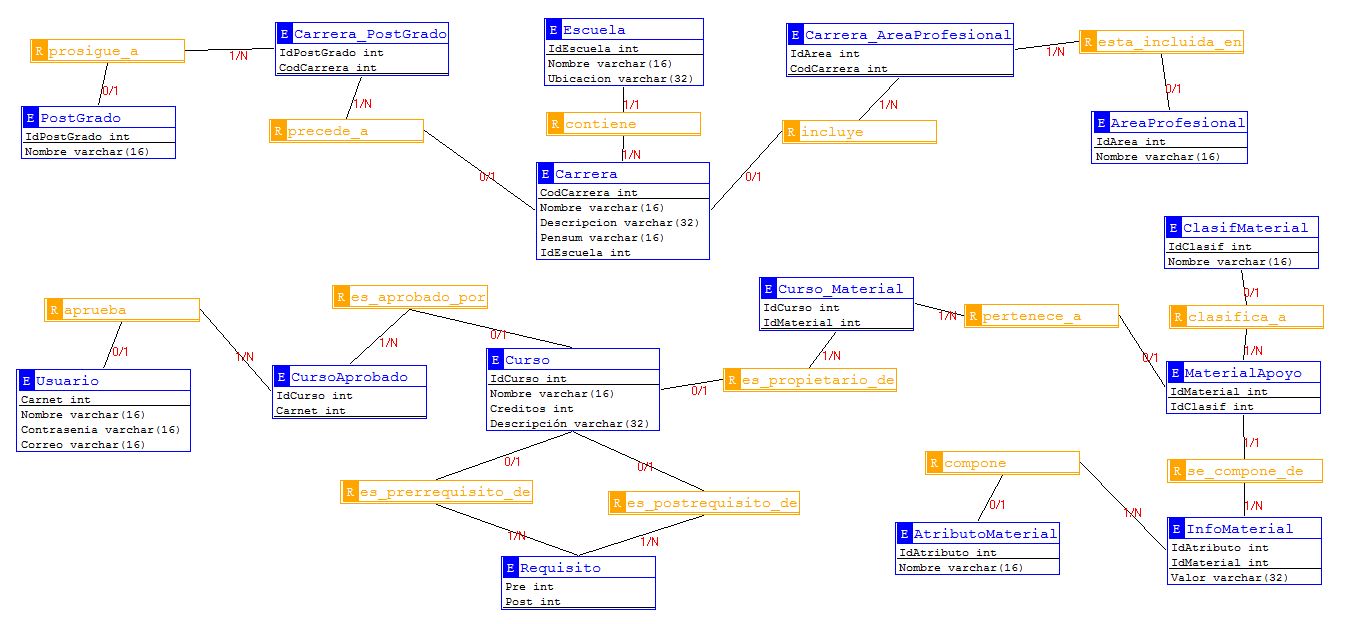 R prosigue_a
1/N
E Carrera_PostGrado
IdPostGrado int
CodCarrera int
E Escuela
IdEscuela int
Nombre varchar(16)
Ubicacion varchar(32)
E Carrera_AreaProfesional
IdArea int
CodCarrera int
1/N
R esta_incluida_en
0/1
E PostGrado
IdPostGrado int
Nombre varchar(16)
1/N
R precede_a
0/1
1/1
R contiene
1/N
1/N
R incluye
0/1
0/1
E AreaProfesional
IdArea int
Nombre varchar(16)
E Carrera
CodCarrera int
Nombre varchar(16)
Descripcion varchar(32)
Pensum varchar(16)
IdEscuela int
E ClasifMaterial
IdClasif int
Nombre varchar(16)
0/1
R clasifica_a
1/N
R aprueba
0/1
1/N
R es_aprobado_por
1/N
0/1
E Curso_Material
IdCurso int
IdMaterial int
1/N
R pertenece_a
0/1
E Usuario
Carnet int
Nombre varchar(16)
Contrasenia varchar(16)
Correo varchar(16)
E CursoAprobado
IdCurso int
Carnet int
E Curso
IdCurso int
Nombre varchar(16)
Creditos int
Descripción varchar(32)
0/1
R es_propietario_de
1/N
E MaterialApoyo
IdMaterial int
IdClasif int
1/1
R se_compone_de
1/N
0/1
R es_prerrequisito_de
1/N
0/1
R es_postrequisito_de
1/N
R compone
0/1
1/N
E AtributoMaterial
IdAtributo int
Nombre varchar(16)
E InfoMaterial
IdAtributo int
IdMaterial int
Valor varchar(32)
E Requisito
Pre int
Post int